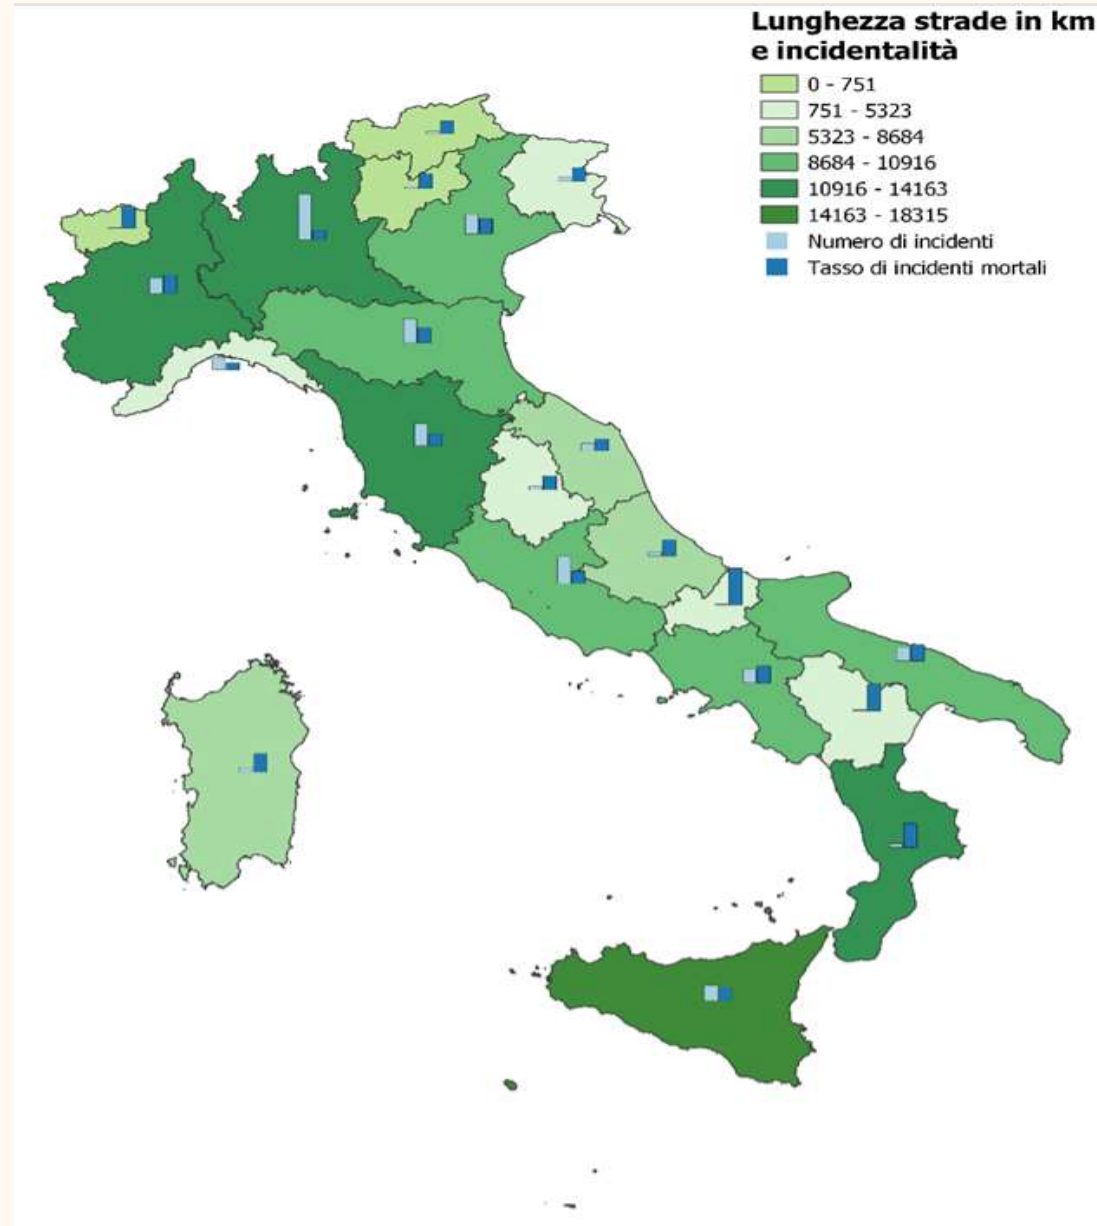 Lunghezza strade in km
e incidentalità
0 - 751
751 - 5323
5323 - 8684
8684 - 10916
10916 - 14163
14163 - 18315
Numero di incidenti
Tasso di incidenti mortali